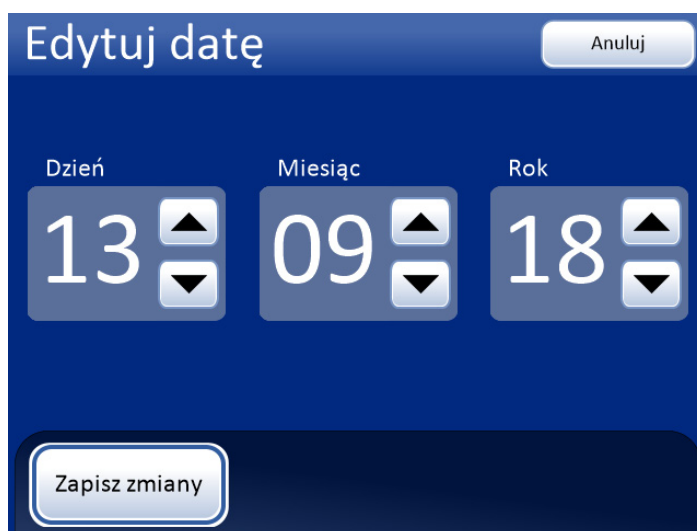 Edytuj datę
Anuluj
Dzień Miesiąc Rok
13 09 18
Zapisz zmiany